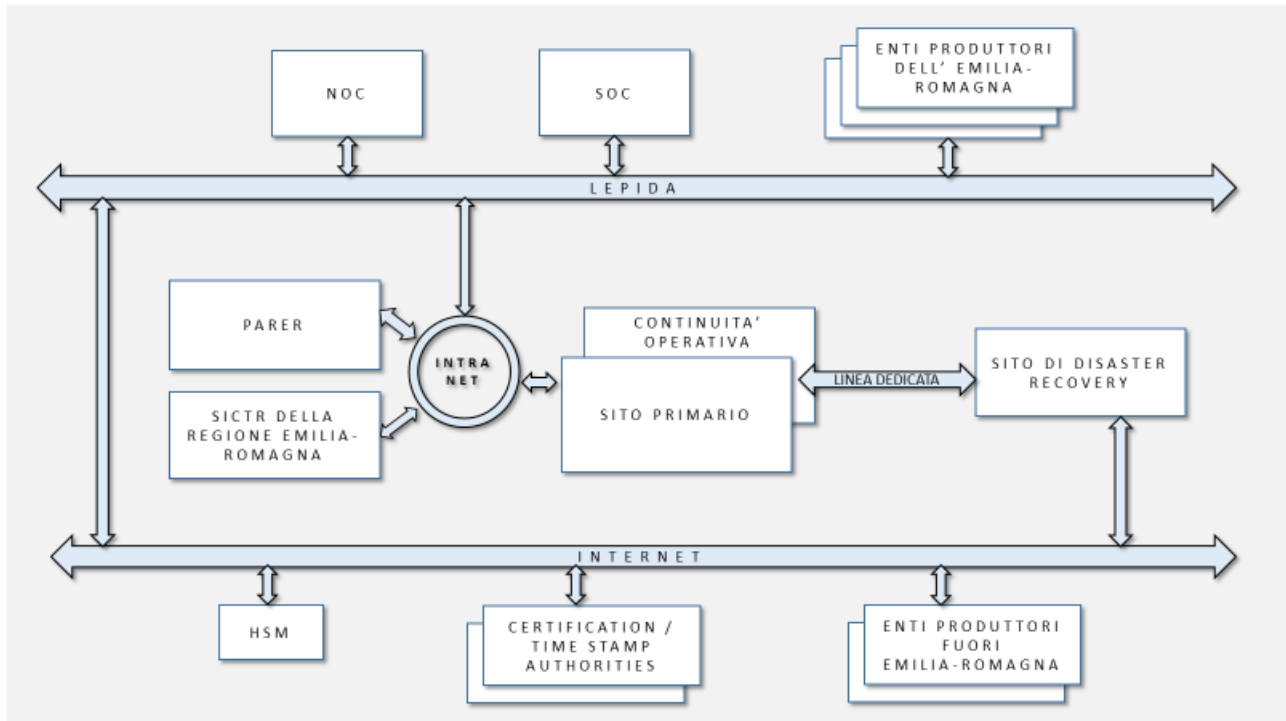 NOC
SOC
ENTI PRODUTTORI
DELL' EMILIA-
ROMAGNA
LEPIDA
PARER
INTRA
NET
CONTINUITA'
OPERATIVA
SITO PRIMARIO
LINEA DEDICATA
SITO DI DISASTER
RECOVERY
SICTR DELLA
REGIONE EMILIA-
ROMAGNA
INTERNET
HSM
CERTIFICATION /
TIME STAMP
AUTHORITIES
ENTI PRODUTTORI
FUORI
EMILIA-ROMAGNA